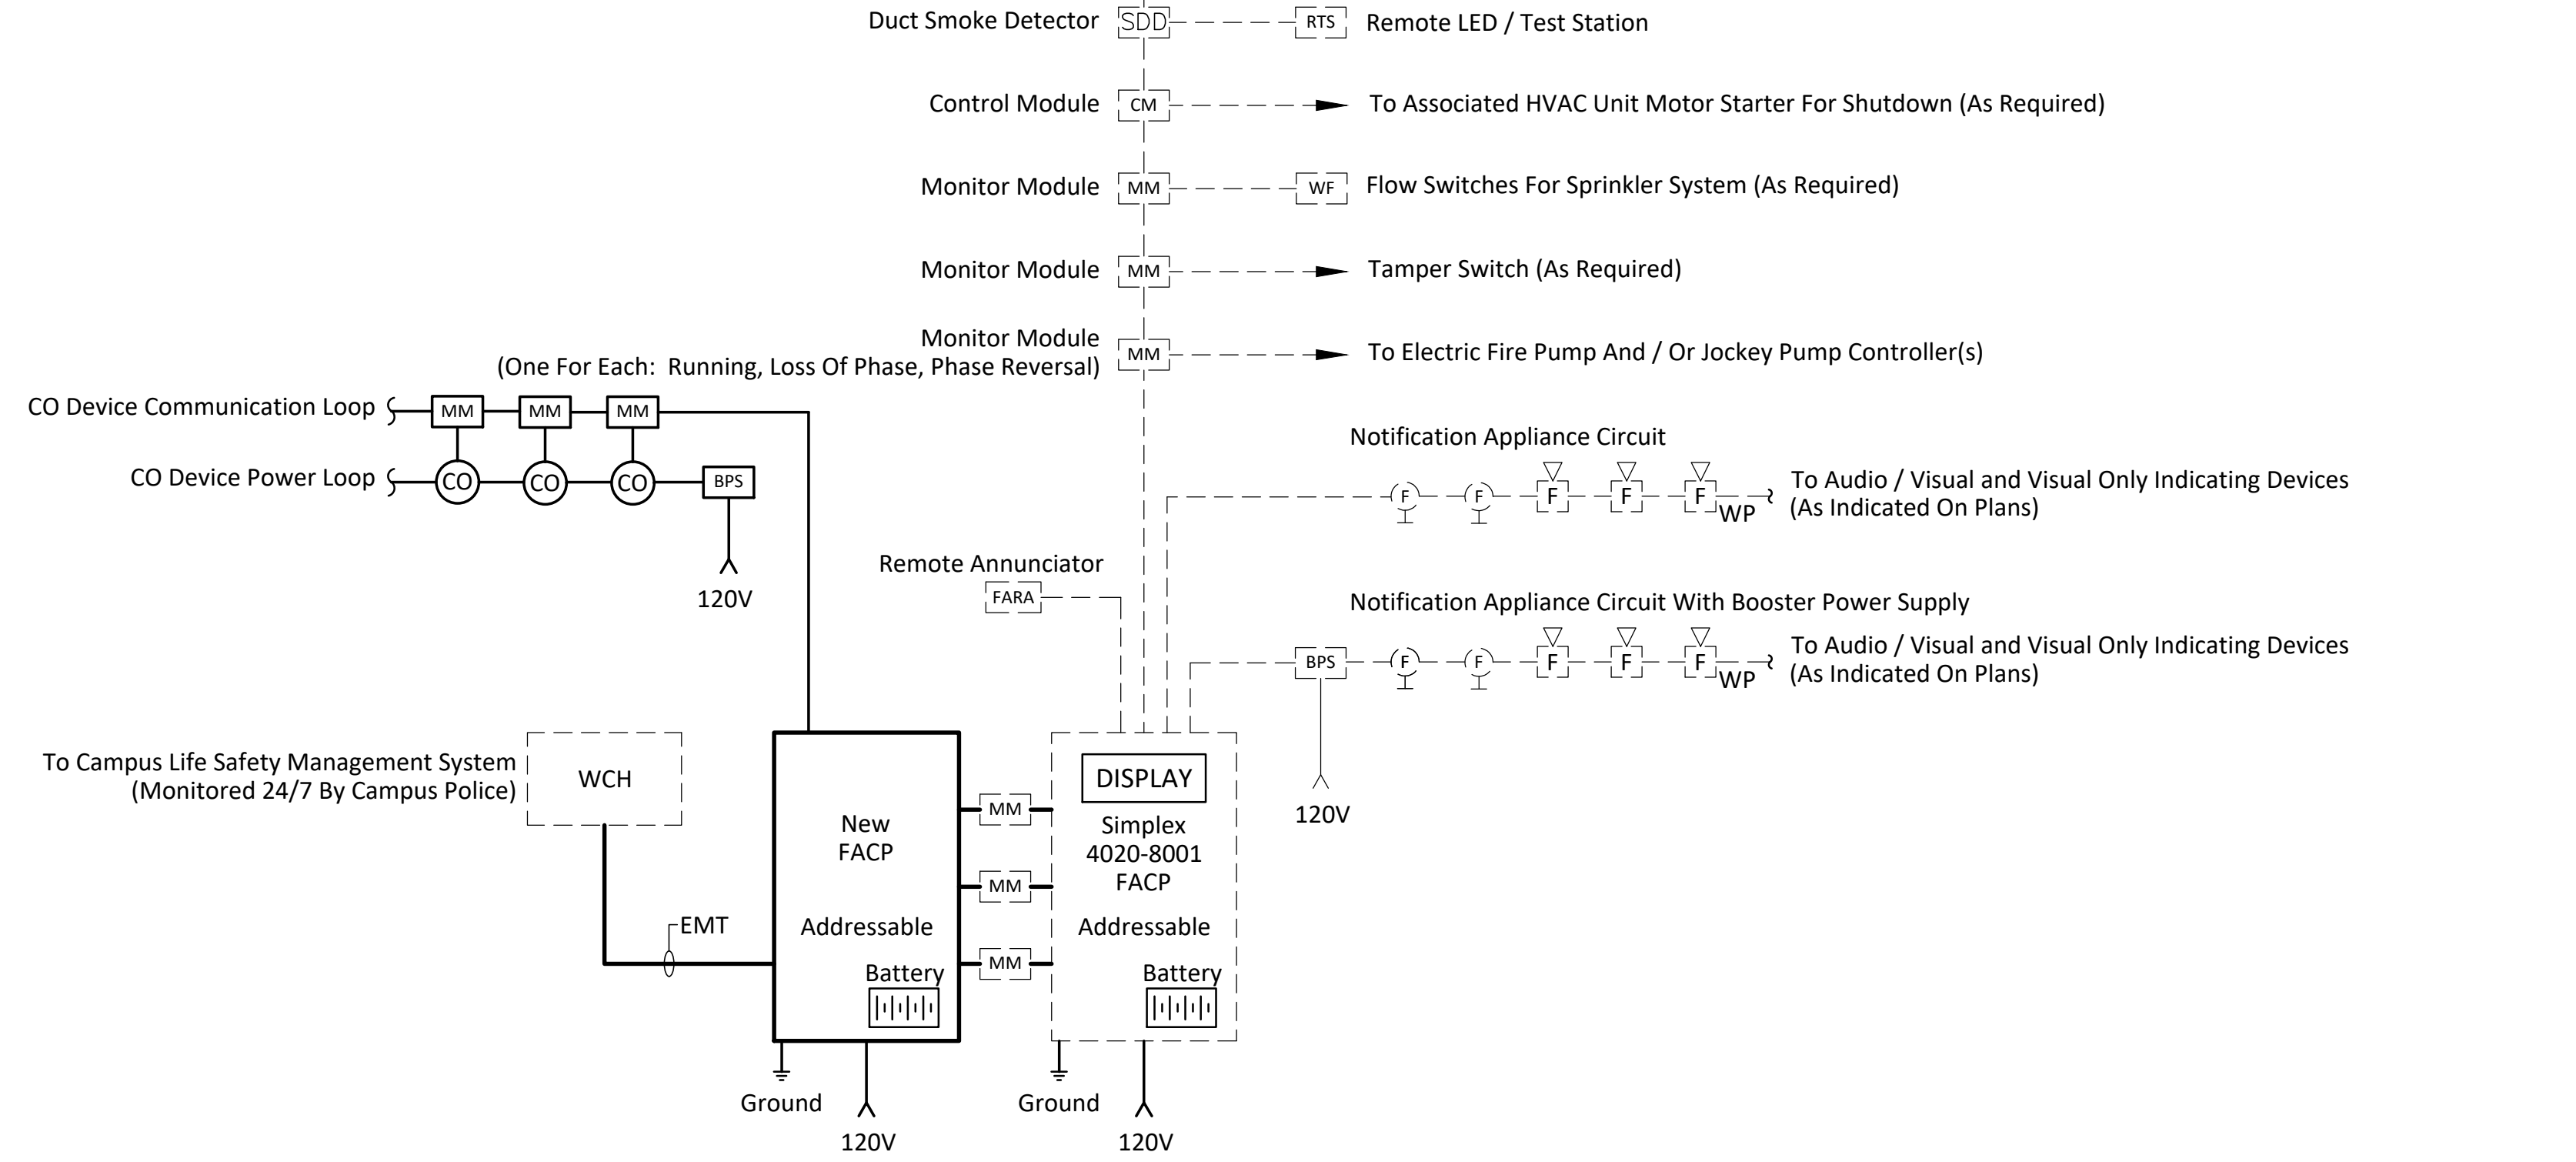 Duct Smoke Detector SDD RTS Remote LED / Test Station
Control Module CM To Associated HVAC Unit Motor Starter For Shutdown (As Required)
Monitor Module MM WF Flow Switches For Sprinkler System (As Required)
Monitor Module MM Tamper Switch (As Required)
Monitor Module
(One For Each: Running, Loss Of Phase, Phase Reversal) MM To Electric Fire Pump And / Or Jockey Pump Controller(s)
CO Device Communication Loop MM MM MM
CO Device Power Loop CO CO CO BPS
120V
Notification Appliance Circuit
F F F F F WP
To Audio / Visual and Visual Only Indicating Devices
(As Indicated On Plans)
Remote Annunciator
FARA
Notification Appliance Circuit With Booster Power Supply
BPS F F F F F WP
To Audio / Visual and Visual Only Indicating Devices
(As Indicated On Plans)
120V
To Campus Life Safety Management System
(Monitored 24/7 By Campus Police)
WCH
EMT
New
FACP
Addressable
Battery
Ground
120V
MM
MM
MM
DISPLAY
Simplex
4020-8001
FACP
Addressable
Battery
Ground
120V